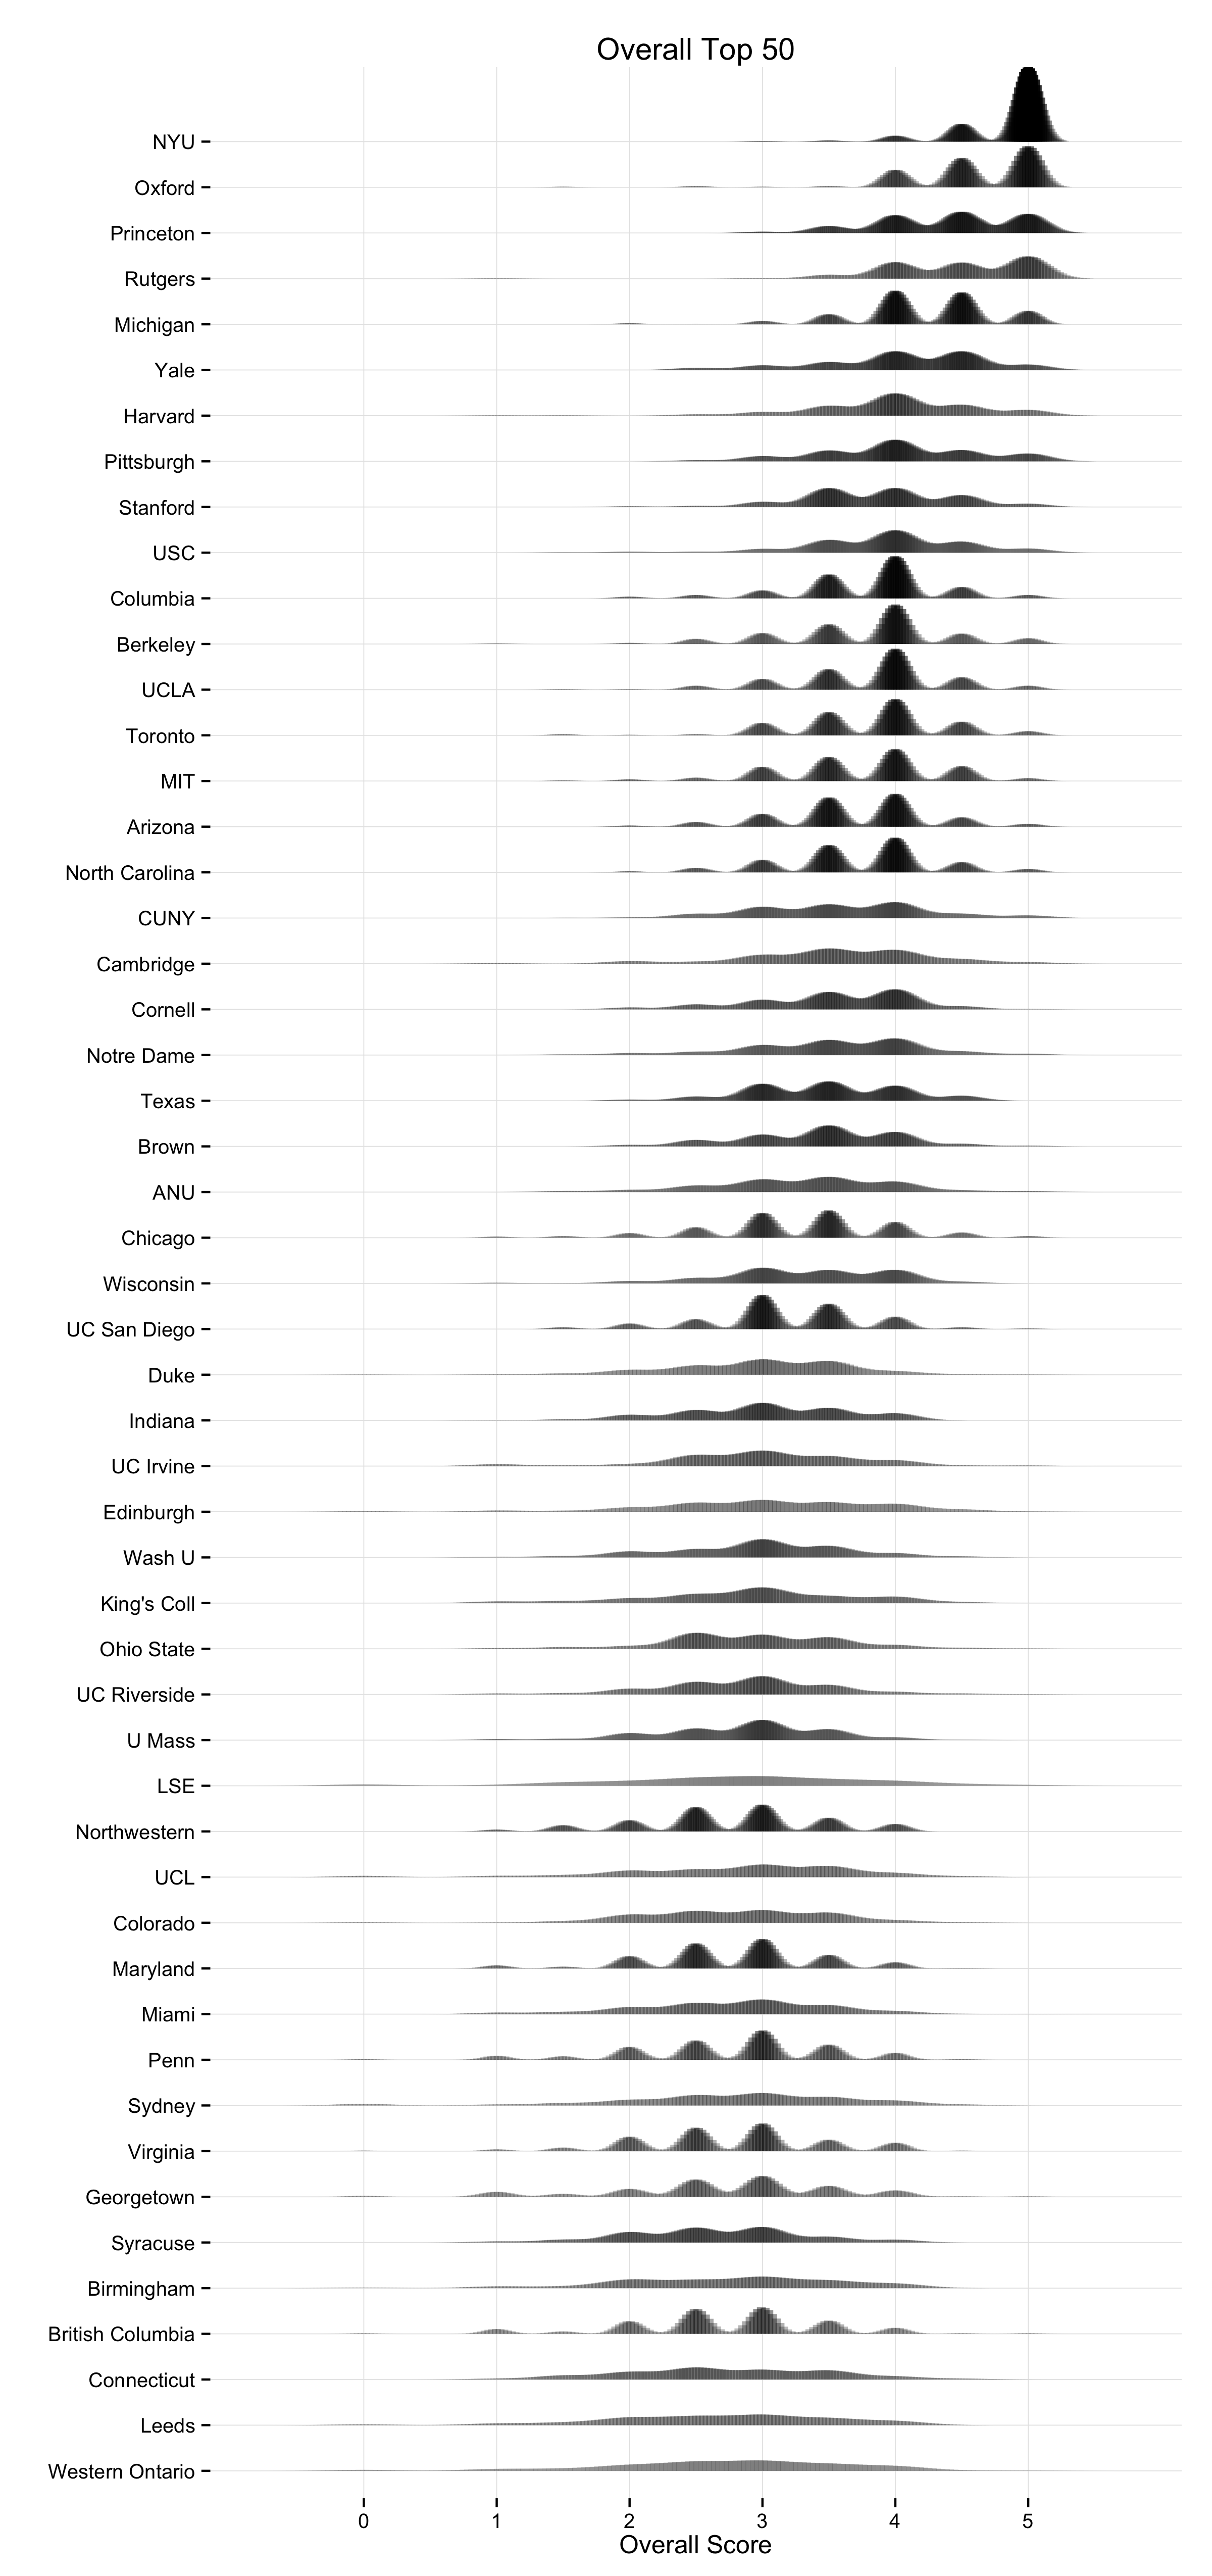 Overall Top 50
NYU
Oxford
Princeton
Rutgers
Michigan
Yale
Harvard
Pittsburgh
Stanford
USC
Columbia
Berkeley
UCLA
Toronto
MIT
Arizona
North Carolina
CUNY
Cambridge
Cornell
Notre Dame
Texas
Brown
ANU
Chicago
Wisconsin
UC San Diego
Duke
Indiana
UC Irvine
Edinburgh
Wash U
King's Coll
Ohio State
UC Riverside
U Mass
LSE
Northwestern
UCL
Colorado
Maryland
Miami
Penn
Sydney
Virginia
Georgetown
Syracuse
Birmingham
British Columbia
Connecticut
Leeds
Western Ontario
0 1 2 3 4 5
Overall Score